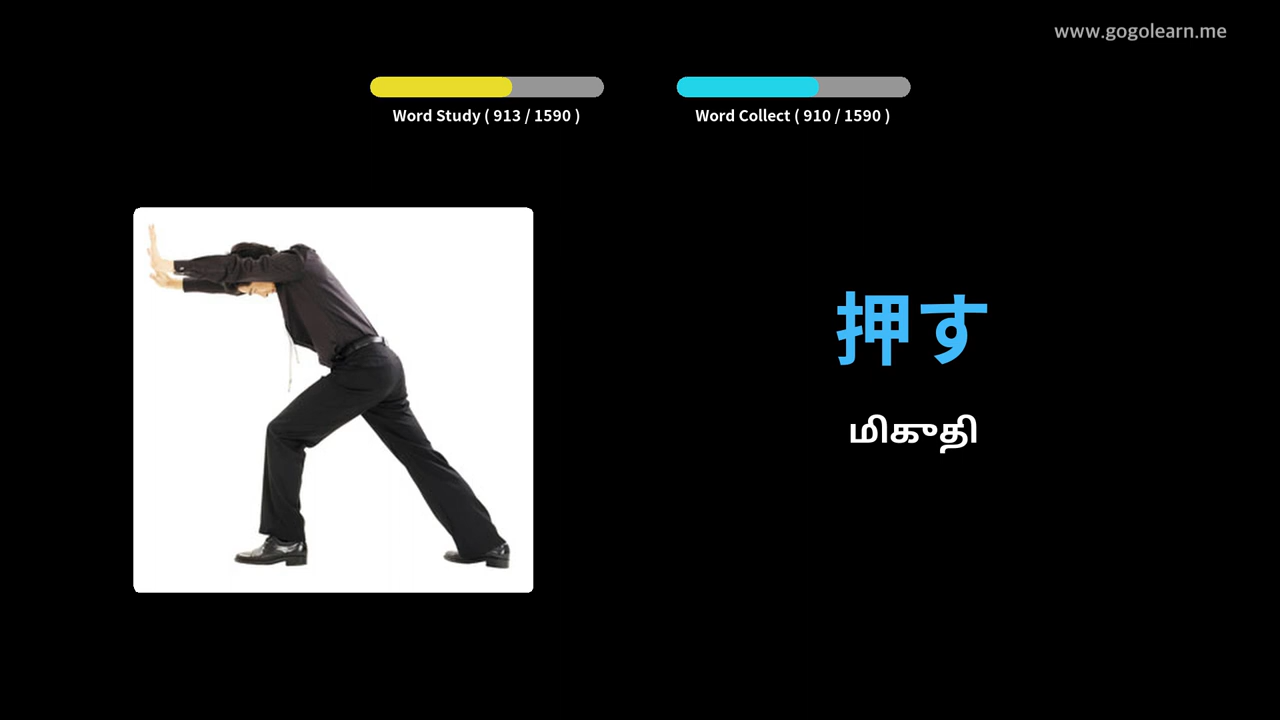 www.gogolearn.me
Word Study ( 913 / 1590 )
Word Collect ( 910 / 1590 )
押す
மிகுதி